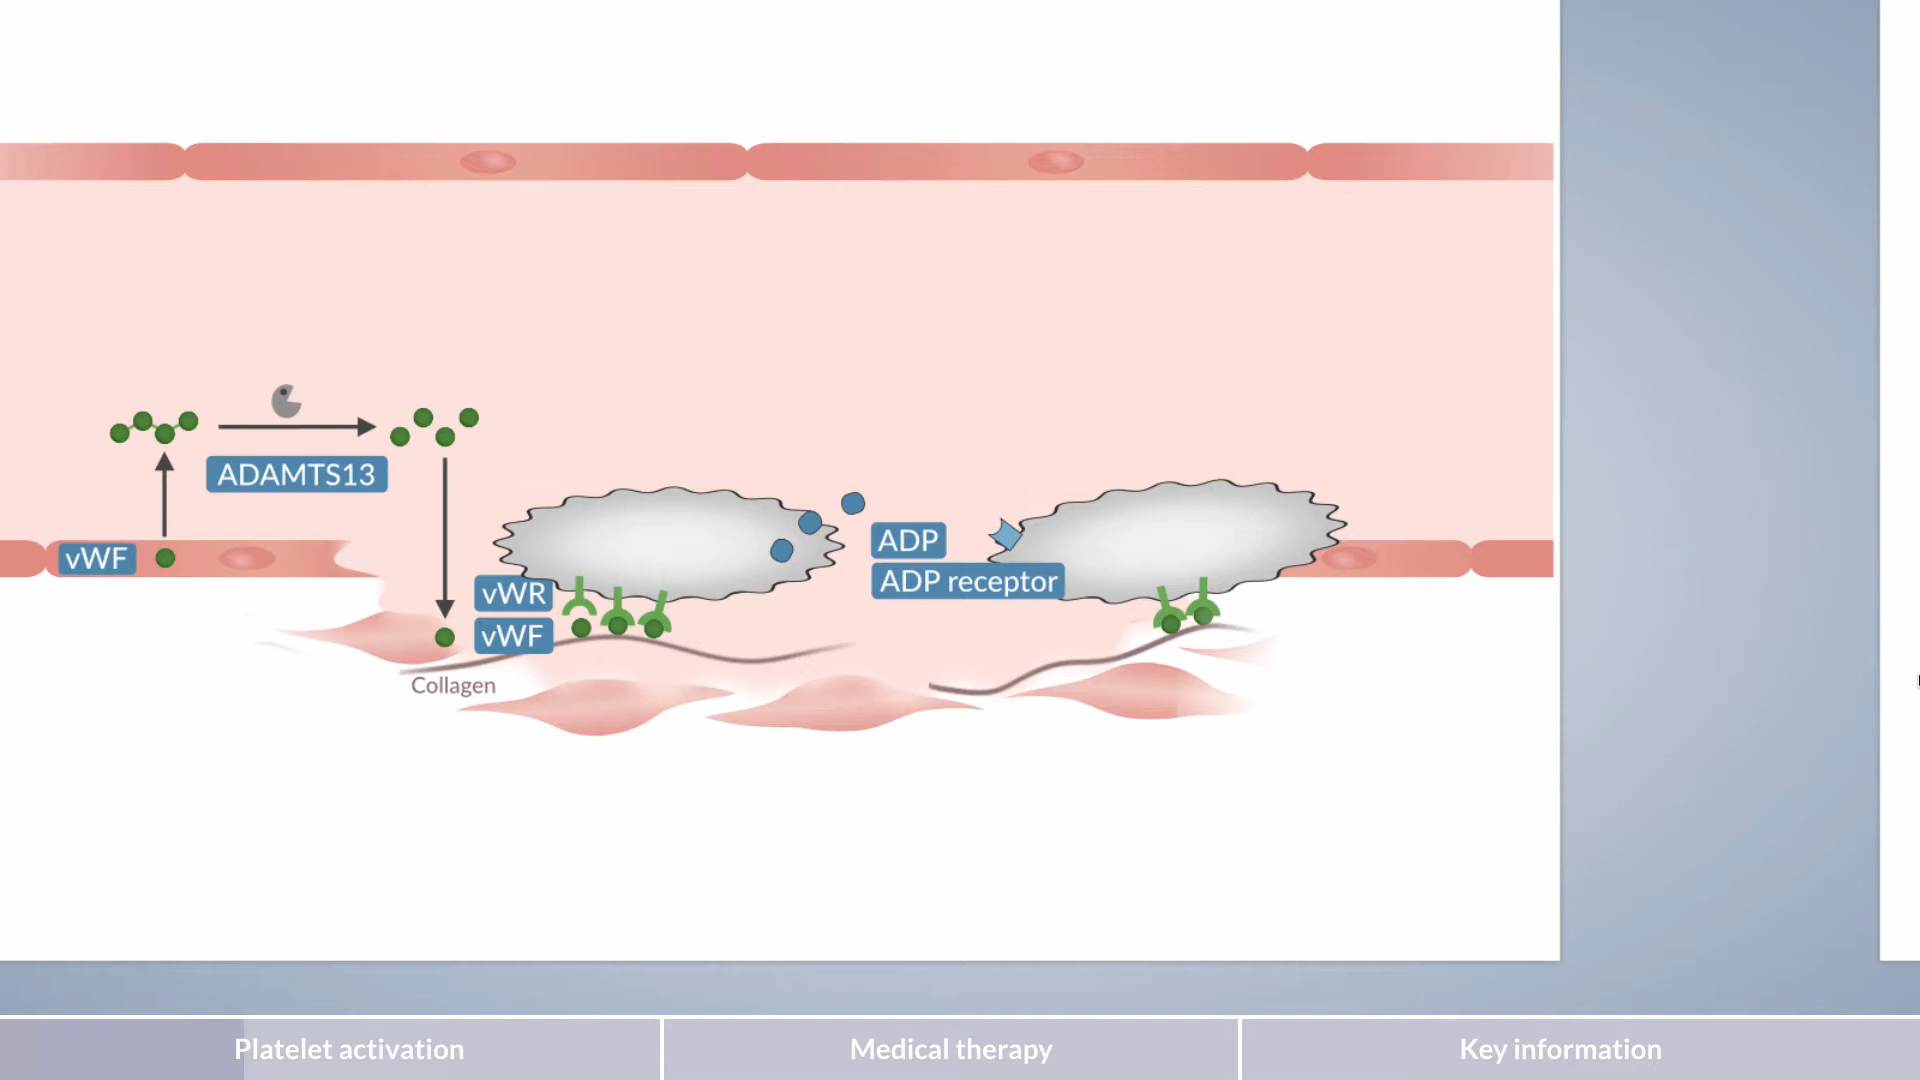 ADAMTS13
vWF
ADP
ADP receptor
vWR
vWF
Collagen
Platelet activation
Medical therapy
Key information